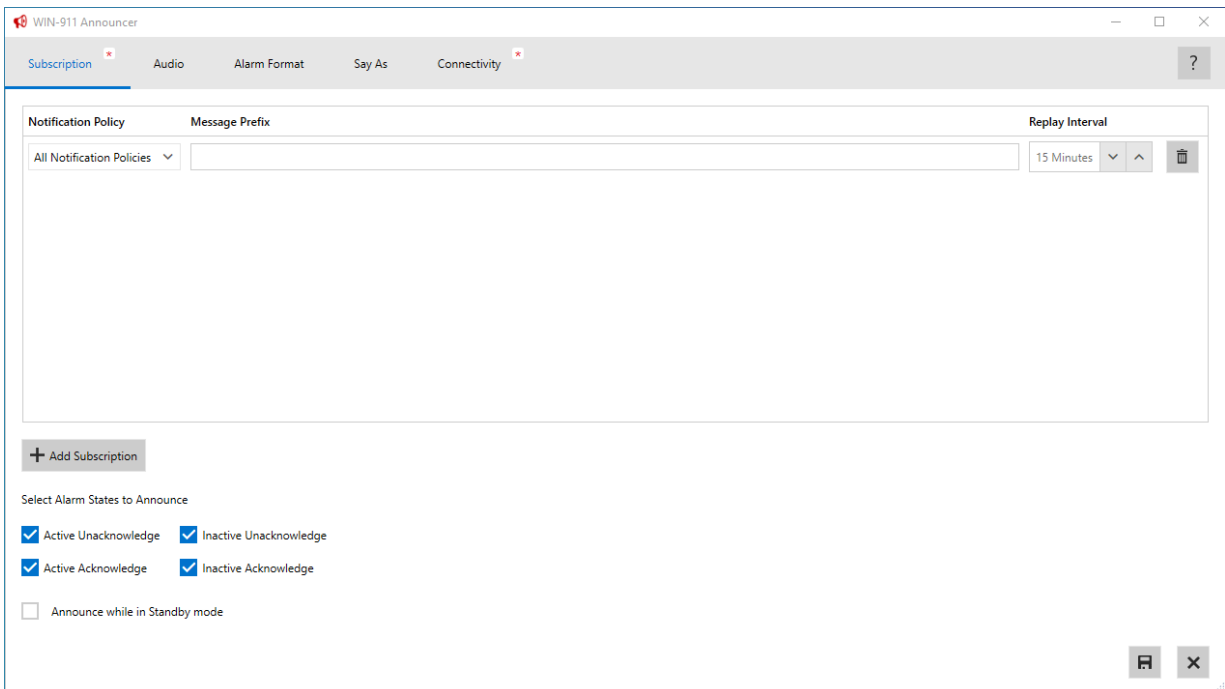 WIN-911 Announcer
Subscription * Audio Alarm Format Say As Connectivity * ?
Notification Policy Message Prefix Replay Interval
All Notification Policies 15 Minutes
+ Add Subscription
Select Alarm States to Announce
Active Unacknowledge Inactive Unacknowledge
Active Acknowledge Inactive Acknowledge
Announce while in Standby mode